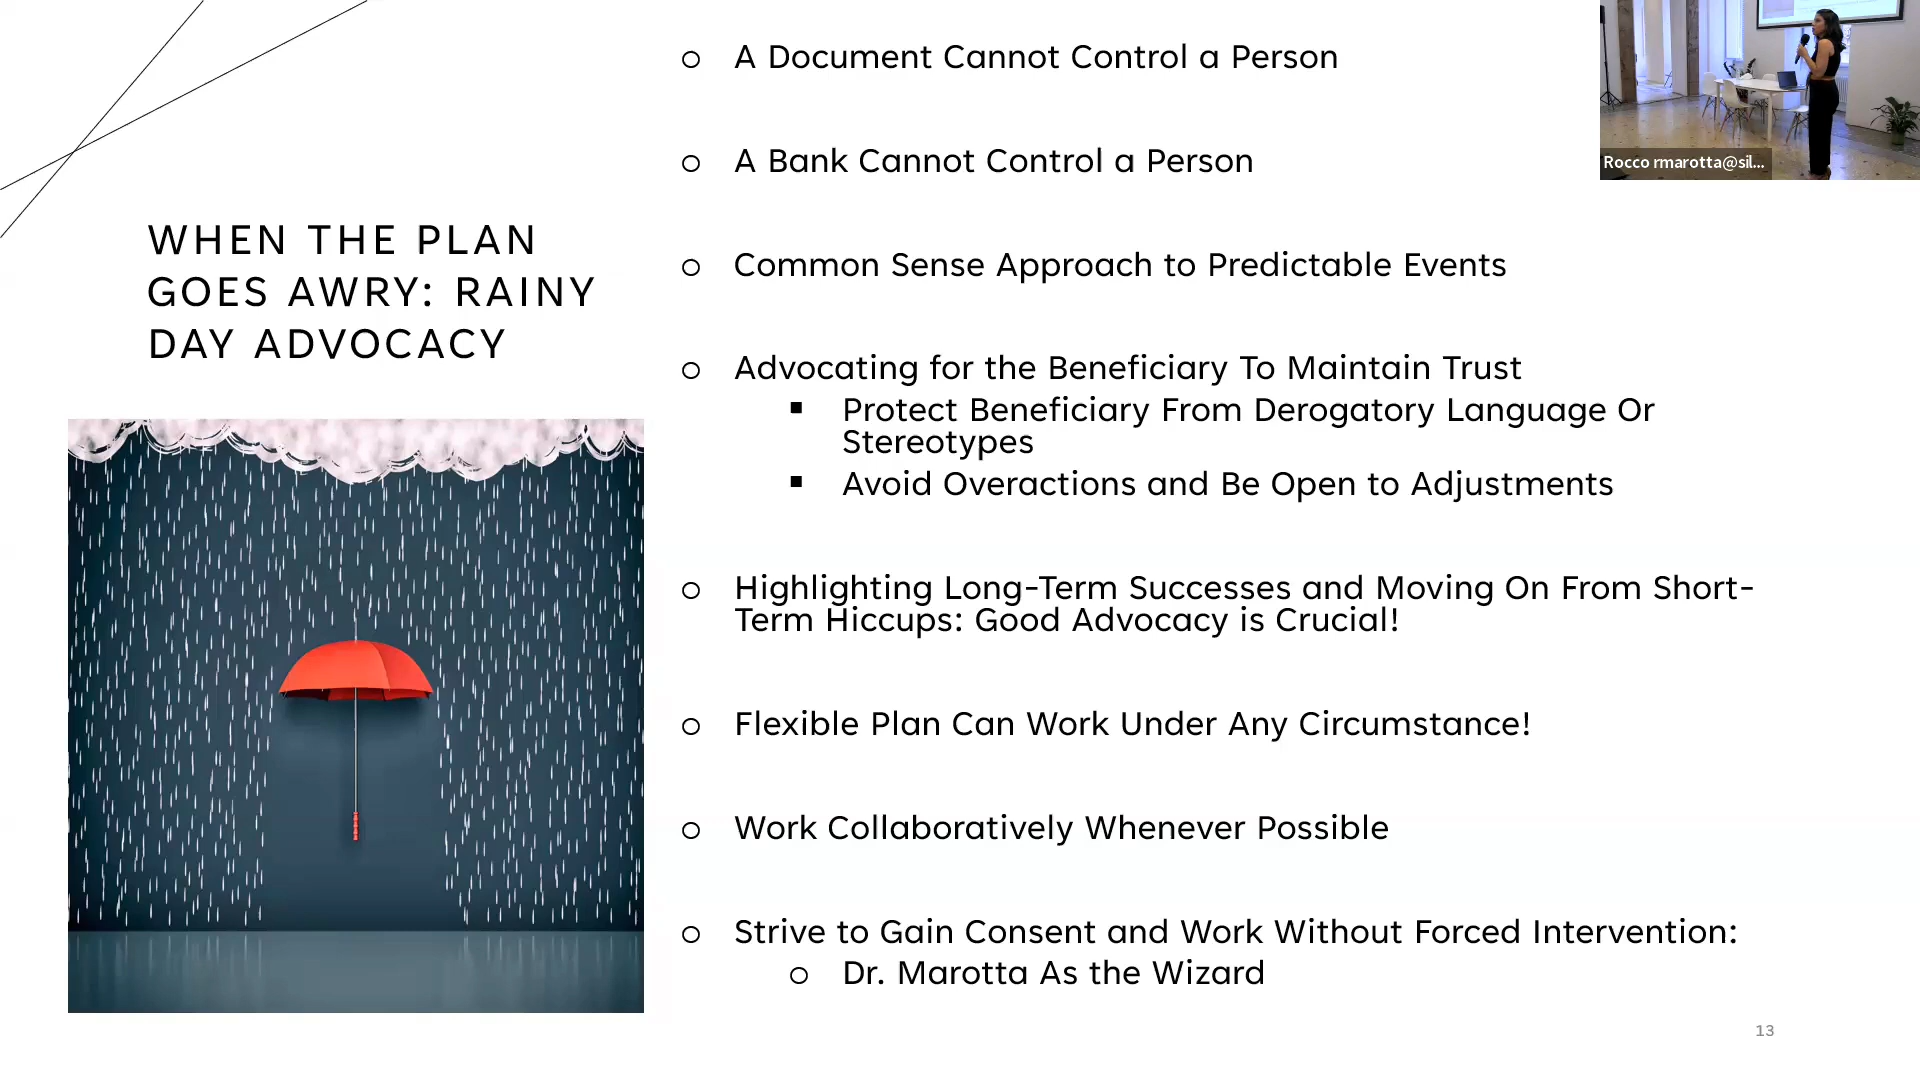 WHEN THE PLAN
GOES AWRY: RAINY
DAY ADVOCACY
A Document Cannot Control a Person
A Bank Cannot Control a Person
Common Sense Approach to Predictable Events
Advocating for the Beneficiary To Maintain Trust
Protect Beneficiary From Derogatory Language Or
Stereotypes
Avoid Overactions and Be Open to Adjustments
Highlighting Long-Term Successes and Moving On From Short-
Term Hiccups: Good Advocacy is Crucial!
Flexible Plan Can Work Under Any Circumstance!
Work Collaboratively Whenever Possible
Strive to Gain Consent and Work Without Forced Intervention:
Dr. Marotta As the Wizard
13
Rocco rmarotta@sil...